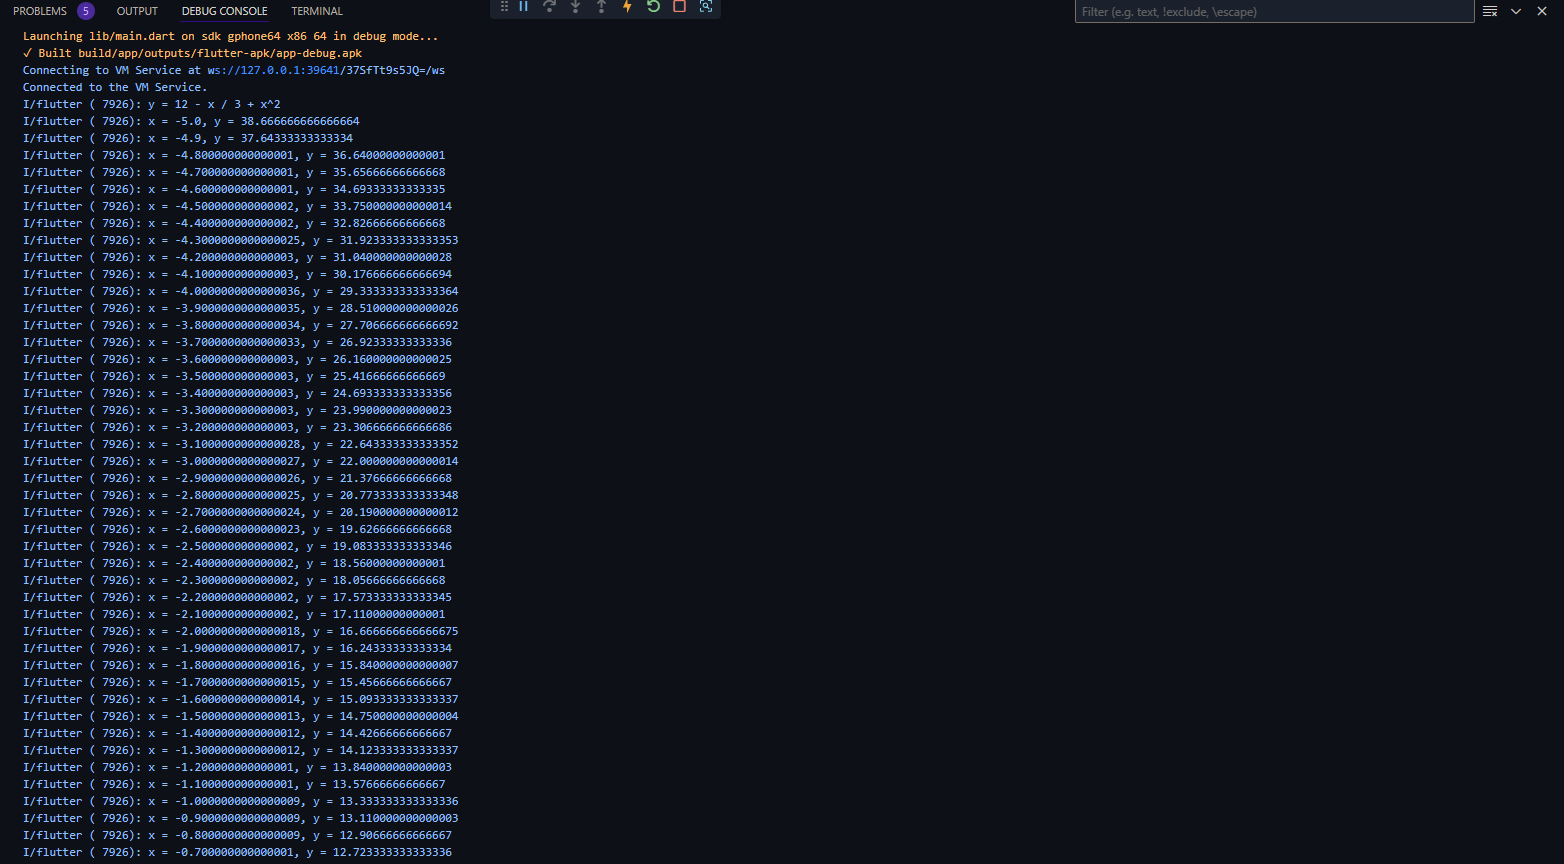 PROBLEMS 5 OUTPUT DEBUG CONSOLE TERMINAL Filter (e.g. text, !exclude, \escape)
Launching lib/main.dart on sdk gphone64 x86 64 in debug mode...
✓ Built build/app/outputs/flutter-apk/app-debug.apk
Connecting to VM Service at ws://127.0.0.1:39641/37SfTt9s5JQ=/ws
Connected to the VM Service.
I/flutter ( 7926): y = 12 - x / 3 + x^2
I/flutter ( 7926): x = -5.0, y = 38.666666666666664
I/flutter ( 7926): x = -4.9, y = 37.64333333333334
I/flutter ( 7926): x = -4.800000000000001, y = 36.64000000000001
I/flutter ( 7926): x = -4.700000000000001, y = 35.65666666666668
I/flutter ( 7926): x = -4.600000000000001, y = 34.69333333333335
I/flutter ( 7926): x = -4.500000000000002, y = 33.750000000000014
I/flutter ( 7926): x = -4.400000000000002, y = 32.82666666666668
I/flutter ( 7926): x = -4.3000000000000025, y = 31.923333333333353
I/flutter ( 7926): x = -4.200000000000003, y = 31.040000000000028
I/flutter ( 7926): x = -4.100000000000003, y = 30.176666666666694
I/flutter ( 7926): x = -4.0000000000000036, y = 29.333333333333364
I/flutter ( 7926): x = -3.9000000000000035, y = 28.510000000000026
I/flutter ( 7926): x = -3.8000000000000034, y = 27.706666666666692
I/flutter ( 7926): x = -3.7000000000000033, y = 26.92333333333336
I/flutter ( 7926): x = -3.600000000000003, y = 26.160000000000025
I/flutter ( 7926): x = -3.500000000000003, y = 25.41666666666669
I/flutter ( 7926): x = -3.400000000000003, y = 24.693333333333356
I/flutter ( 7926): x = -3.300000000000003, y = 23.990000000000023
I/flutter ( 7926): x = -3.200000000000003, y = 23.306666666666686
I/flutter ( 7926): x = -3.1000000000000028, y = 22.643333333333352
I/flutter ( 7926): x = -3.0000000000000027, y = 22.000000000000014
I/flutter ( 7926): x = -2.9000000000000026, y = 21.37666666666668
I/flutter ( 7926): x = -2.8000000000000025, y = 20.773333333333348
I/flutter ( 7926): x = -2.7000000000000024, y = 20.190000000000012
I/flutter ( 7926): x = -2.6000000000000023, y = 19.62666666666668
I/flutter ( 7926): x = -2.500000000000002, y = 19.083333333333346
I/flutter ( 7926): x = -2.400000000000002, y = 18.56000000000001
I/flutter ( 7926): x = -2.300000000000002, y = 18.05666666666668
I/flutter ( 7926): x = -2.200000000000002, y = 17.573333333333345
I/flutter ( 7926): x = -2.100000000000002, y = 17.11000000000001
I/flutter ( 7926): x = -2.0000000000000018, y = 16.666666666666675
I/flutter ( 7926): x = -1.9000000000000017, y = 16.24333333333334
I/flutter ( 7926): x = -1.8000000000000016, y = 15.840000000000007
I/flutter ( 7926): x = -1.7000000000000015, y = 15.45666666666667
I/flutter ( 7926): x = -1.6000000000000014, y = 15.093333333333337
I/flutter ( 7926): x = -1.5000000000000013, y = 14.750000000000004
I/flutter ( 7926): x = -1.4000000000000012, y = 14.42666666666667
I/flutter ( 7926): x = -1.3000000000000012, y = 14.123333333333337
I/flutter ( 7926): x = -1.200000000000001, y = 13.840000000000003
I/flutter ( 7926): x = -1.100000000000001, y = 13.57666666666667
I/flutter ( 7926): x = -1.0000000000000009, y = 13.333333333333336
I/flutter ( 7926): x = -0.9000000000000009, y = 13.110000000000003
I/flutter ( 7926): x = -0.8000000000000009, y = 12.90666666666667
I/flutter ( 7926): x = -0.700000000000001, y = 12.723333333333336